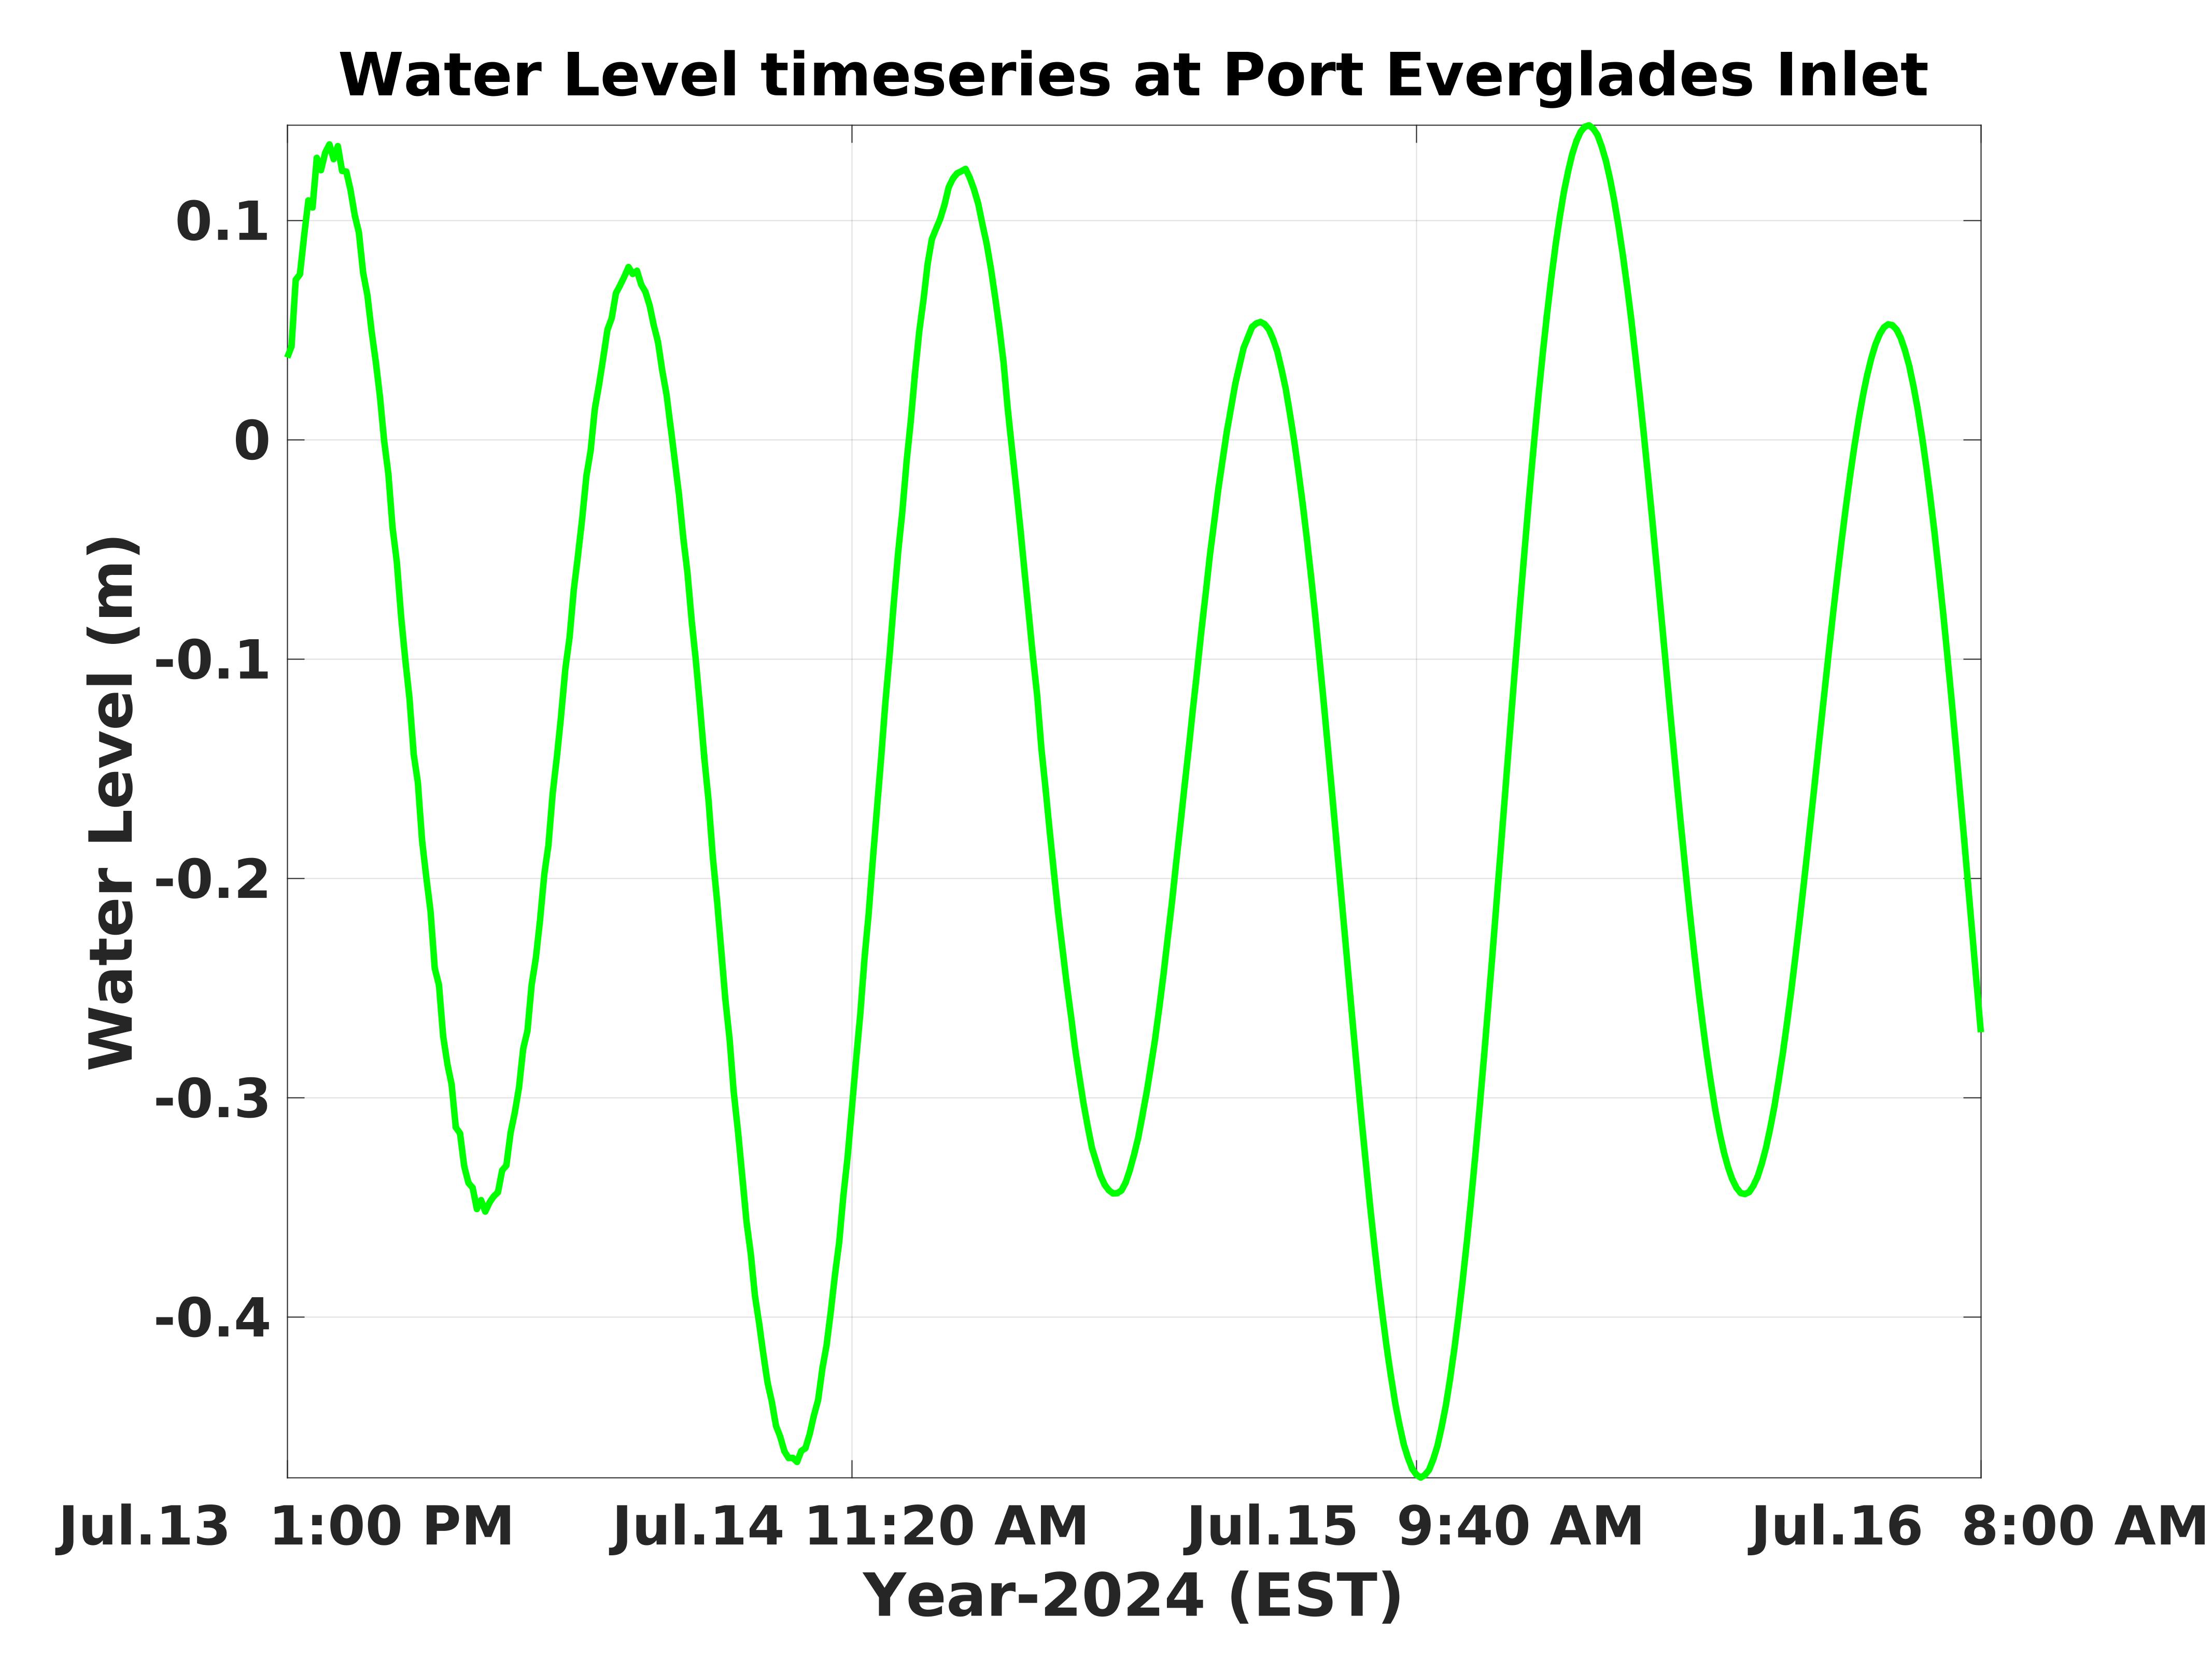 Water Level timeseries at Port Everglades Inlet
Water Level (m)
0.1
0
-0.1
-0.2
-0.3
-0.4
Jul.13 1:00 PM
Jul.14 11:20 AM
Jul.15 9:40 AM
Jul.16 8:00 AM
Year-2024 (EST)